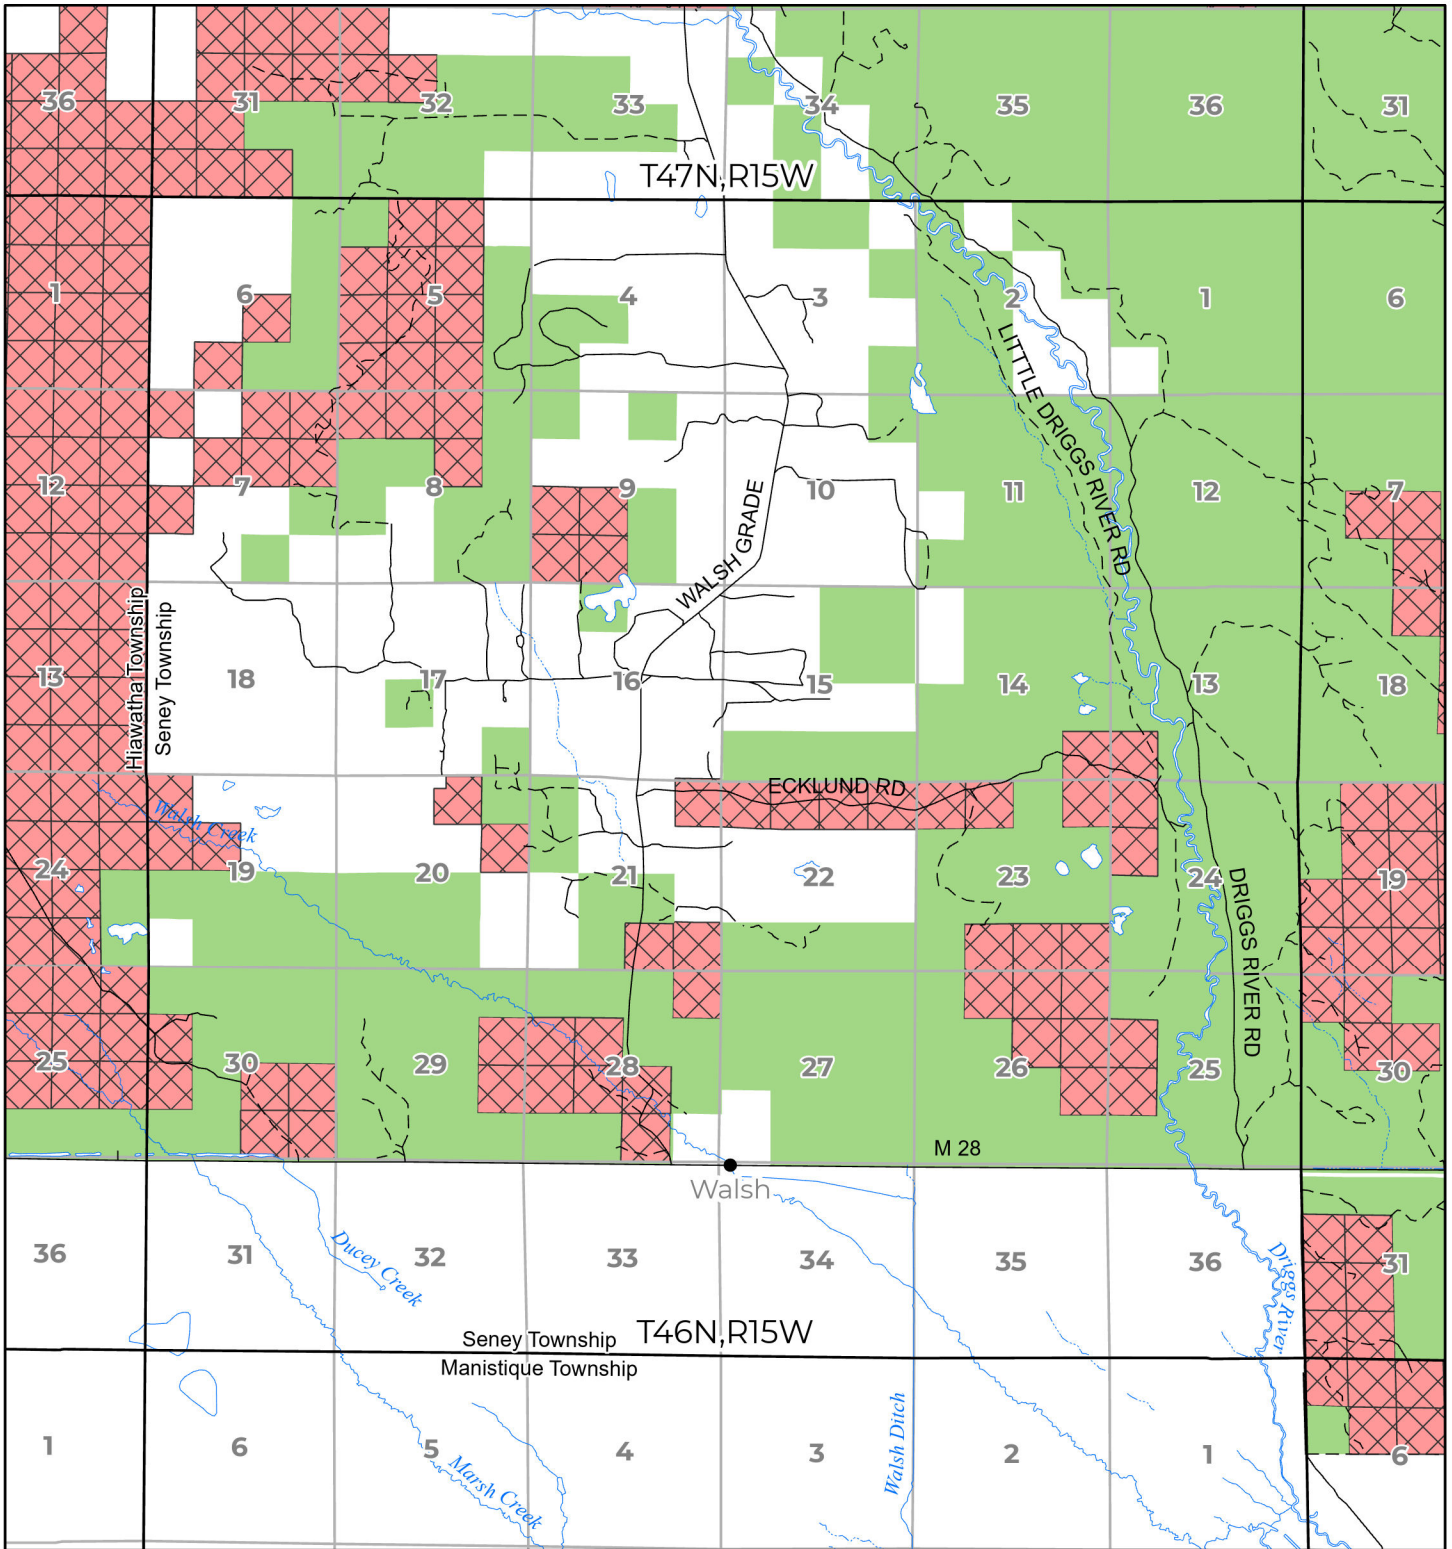 36 31 32 33 34 35 36 31
T47N,R15W
1 6 5 4 3 2 1 6
LITTLE DRIGGS RIVER RD
12 7 8 9 10 11 12 7
WALSH GRADE
Hiawatha Township
Seney Township
13 18 17 16 15 14 13 18
ECKLUND RD
Walsh Creek
24 19 20 21 22 23 24 19
DRIGGS RIVER RD
25 30 29 28 27 26 25 30
M 28
Walsh
36 31 32 33 34 35 36 31
Ducey Creek
Driggs River
Seney Township
T46N,R15W
Manistique Township
1 6 5 4 3 2 1 6
Walsh Ditch
Marsh Creek